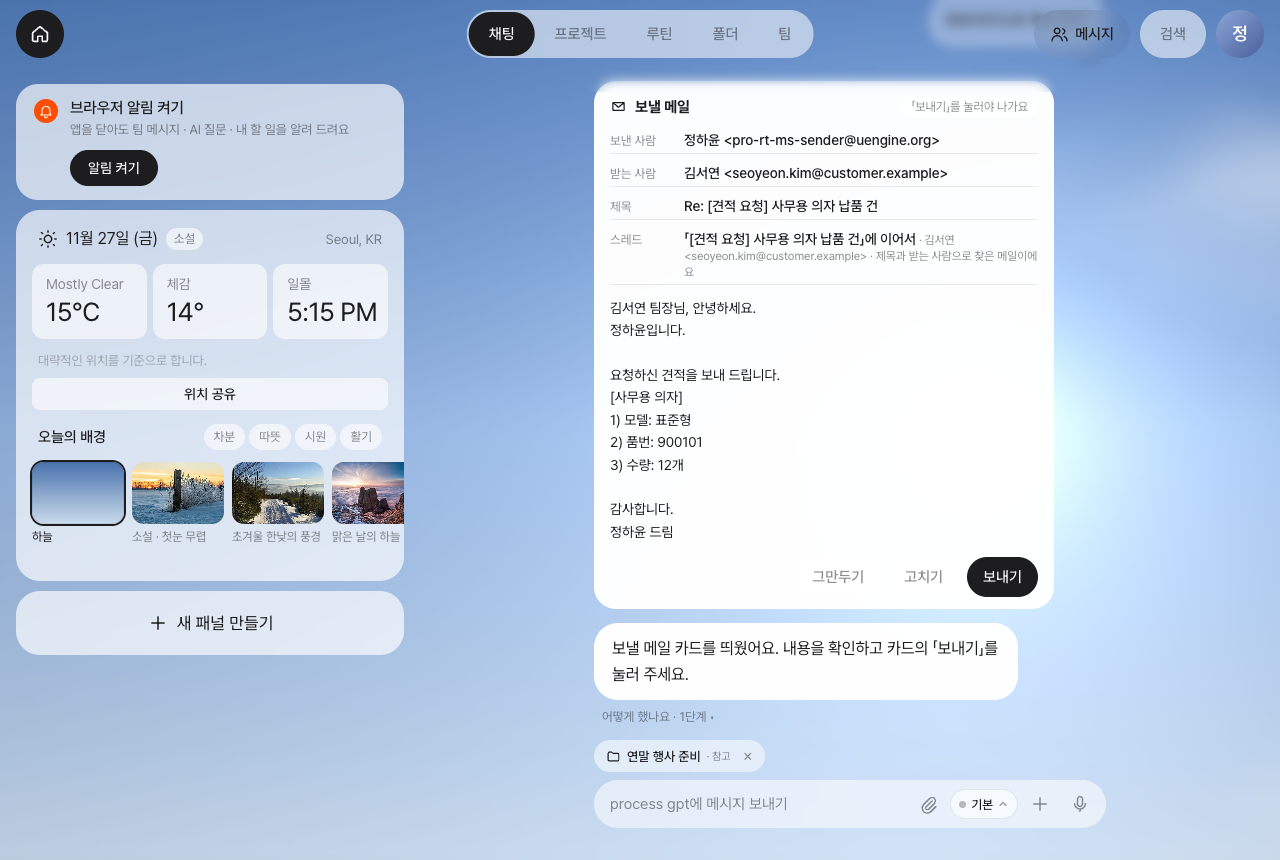 채팅
프로젝트
루틴
폴더
팀
메시지
검색
정
브라우저 알림 켜기
앱을 닫아도 팀 메시지 · AI 질문 · 내 할 일을 알려 드려요
알림 켜기
11월 27일 (금)
소설
Seoul, KR
Mostly Clear
15°C
체감
14°
일몰
5:15 PM
대략적인 위치를 기준으로 합니다.
위치 공유
오늘의 배경
차분
따뜻
시원
활기
하늘
소설 · 첫눈 무렵
초겨울 한낮의 풍경
맑은 날의 하늘
새 패널 만들기
보낼 메일
「보내기」를 눌러야 나가요
보낸 사람
정하윤 <pro-rt-ms-sender@uengine.org>
받는 사람
김서연 <seoyeon.kim@customer.example>
제목
Re: [견적 요청] 사무용 의자 납품 건
스레드
「[견적 요청] 사무용 의자 납품 건」에 이어서 · 김서연
<seoyeon.kim@customer.example> · 제목과 받는 사람으로 찾은 메일이에
요
김서연 팀장님, 안녕하세요.
정하윤입니다.
요청하신 견적을 보내 드립니다.
[사무용 의자]
1) 모델: 표준형
2) 품번: 900101
3) 수량: 12개
감사합니다.
정하윤 드림
그만두기
고치기
보내기
보낼 메일 카드를 띄웠어요. 내용을 확인하고 카드의 「보내기」를
눌러 주세요.
어떻게 했나요 · 1단계
연말 행사 준비 · 참고
process gpt에 메시지 보내기
기본